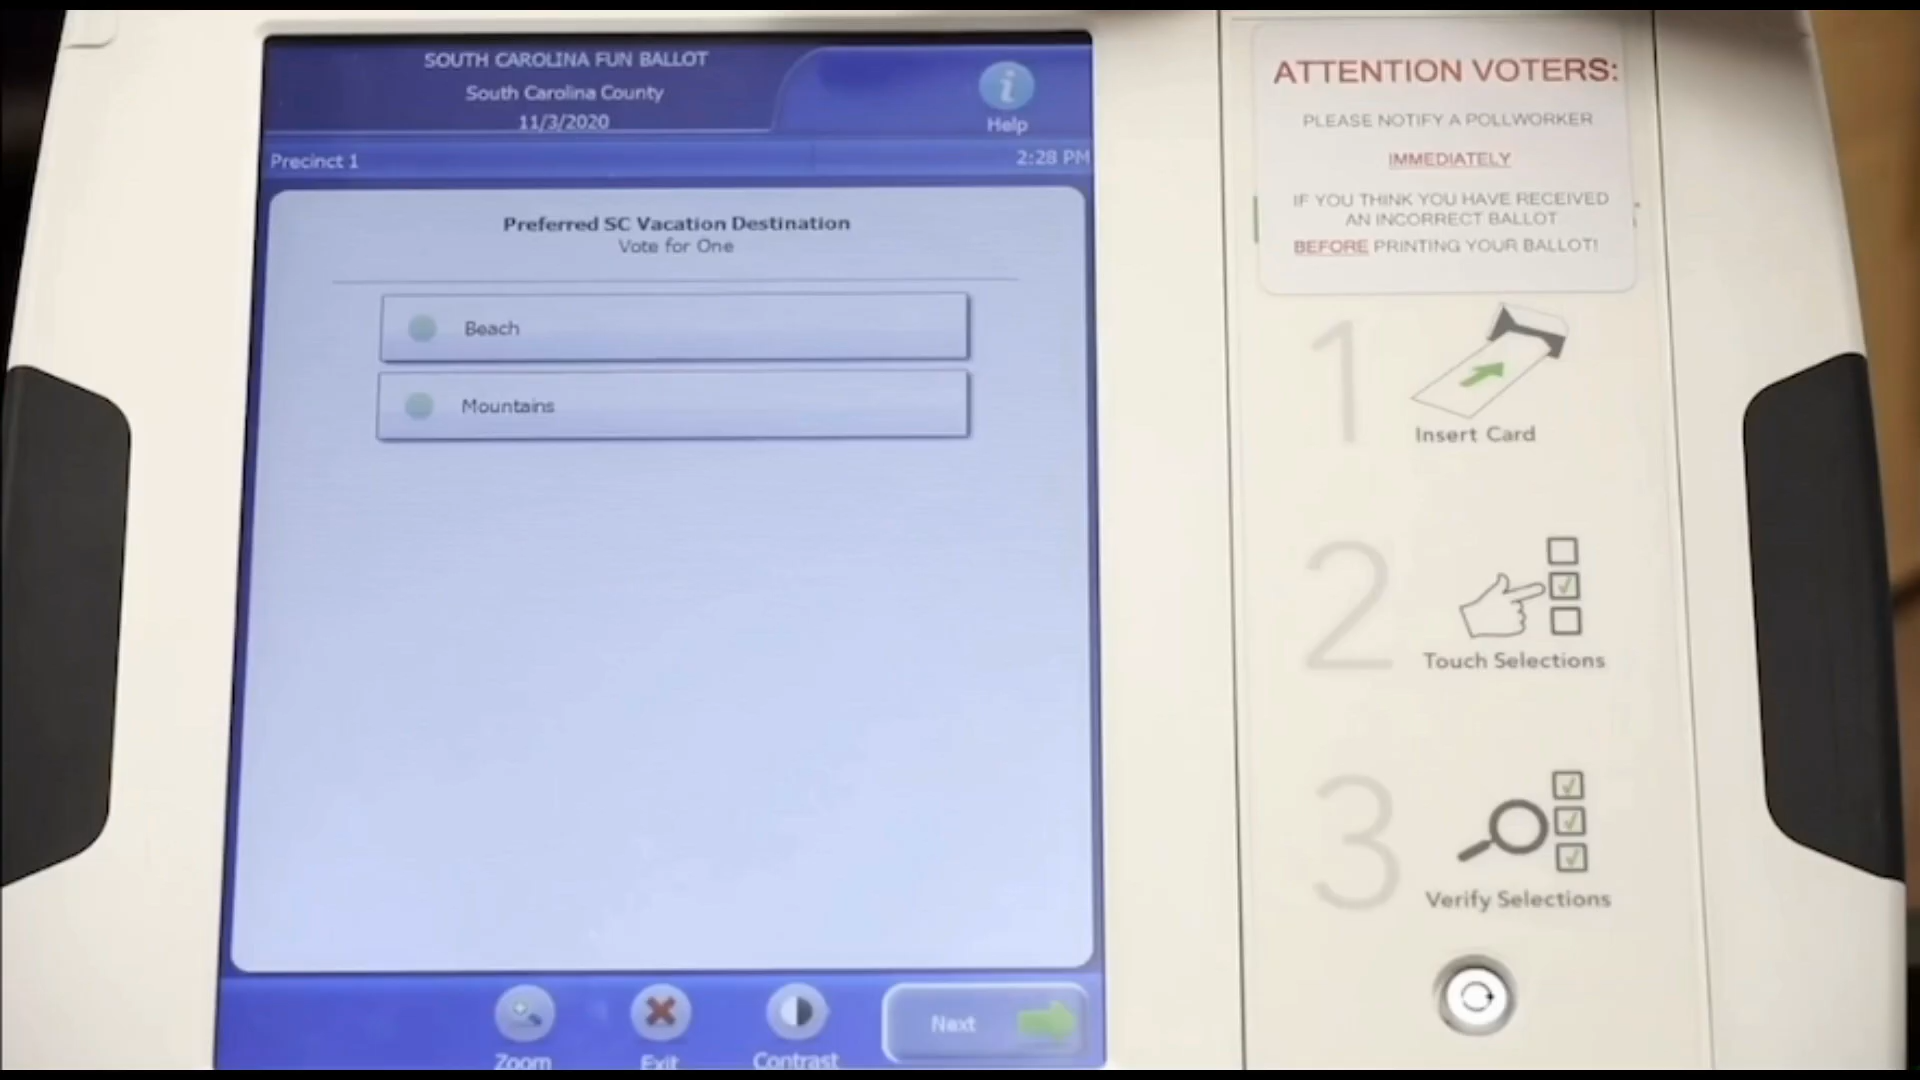 SOUTH CAROLINA FUN BALLOT
South Carolina County
11/3/2020
Help
Precinct 1
2:28 PM
Preferred SC Vacation Destination
Vote for One
Beach
Mountains
Zoom
Exit
Contrast
Next
ATTENTION VOTERS:
PLEASE NOTIFY A POLLWORKER
IMMEDIATELY
IF YOU THINK YOU HAVE RECEIVED
AN INCORRECT BALLOT
BEFORE PRINTING YOUR BALLOT!
1
Insert Card
2
Touch Selections
3
Verify Selections